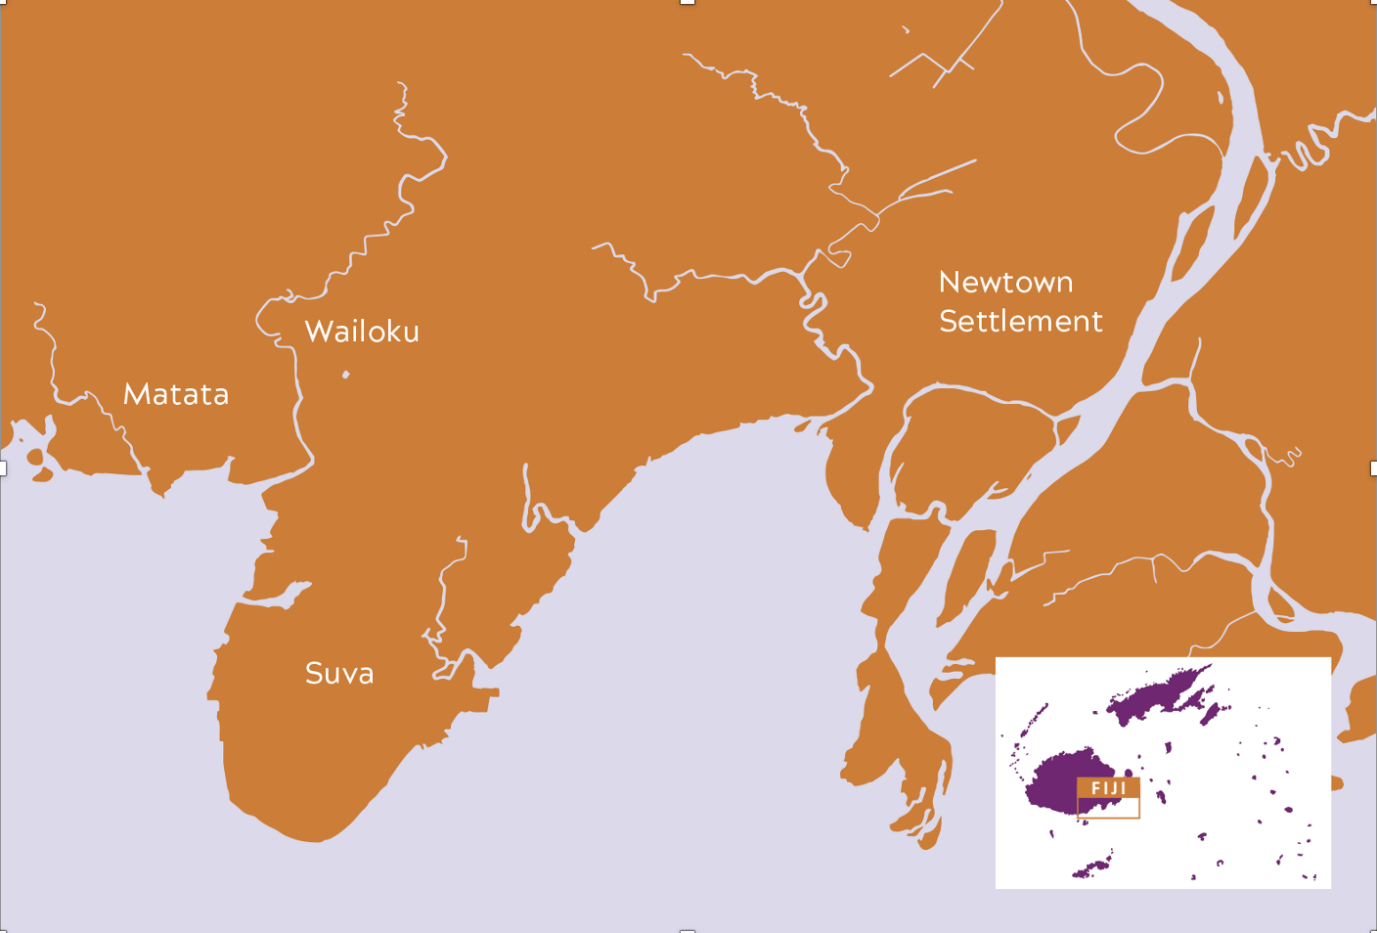 Newtown
Settlement
Wailoku
Matata
Suva
FIJI